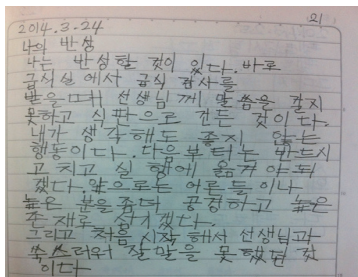 2014.3.24
21
나의 반성
나는 반성할 것이 있다. 바로
급식실에서 급식 검사를
받을때 선생님께 말씀을 갖지
못하고 식판으로 건든 것이다.
내가 생각해도 좋지 않는
행동이다. 다음부터는 반드시
고치고 실행에 옮겨야 되
겠다. 앞으로는 어른들이나
높은 분을 좀더 공경하고 높은
존재로 섬기겠다.
그리고 처음 시작해서 선생님과
쑥스러워 잘 말을 못했던 것
이다